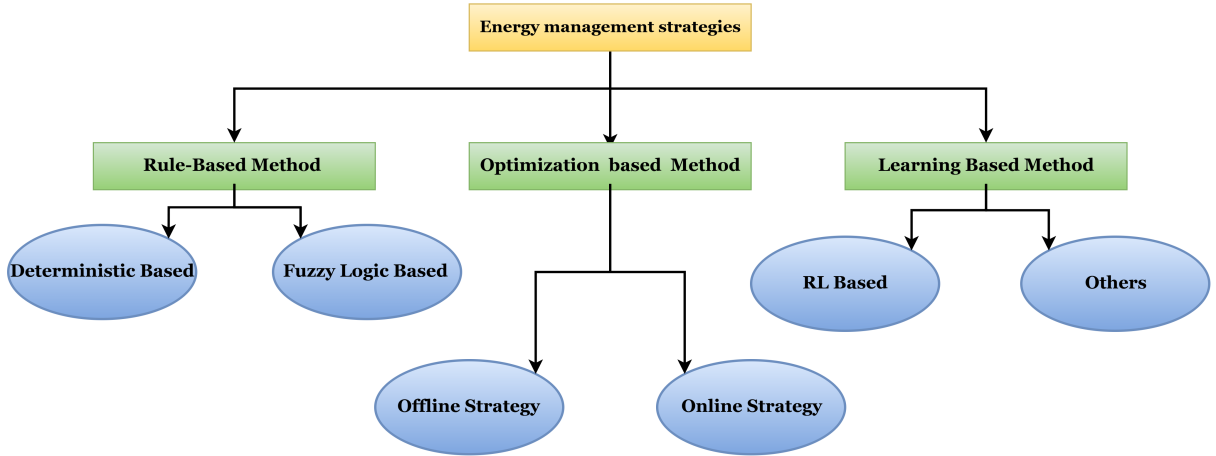 Energy management strategies
Rule-Based Method
Optimization based Method
Learning Based Method
Deterministic Based
Fuzzy Logic Based
RL Based
Others
Offline Strategy
Online Strategy